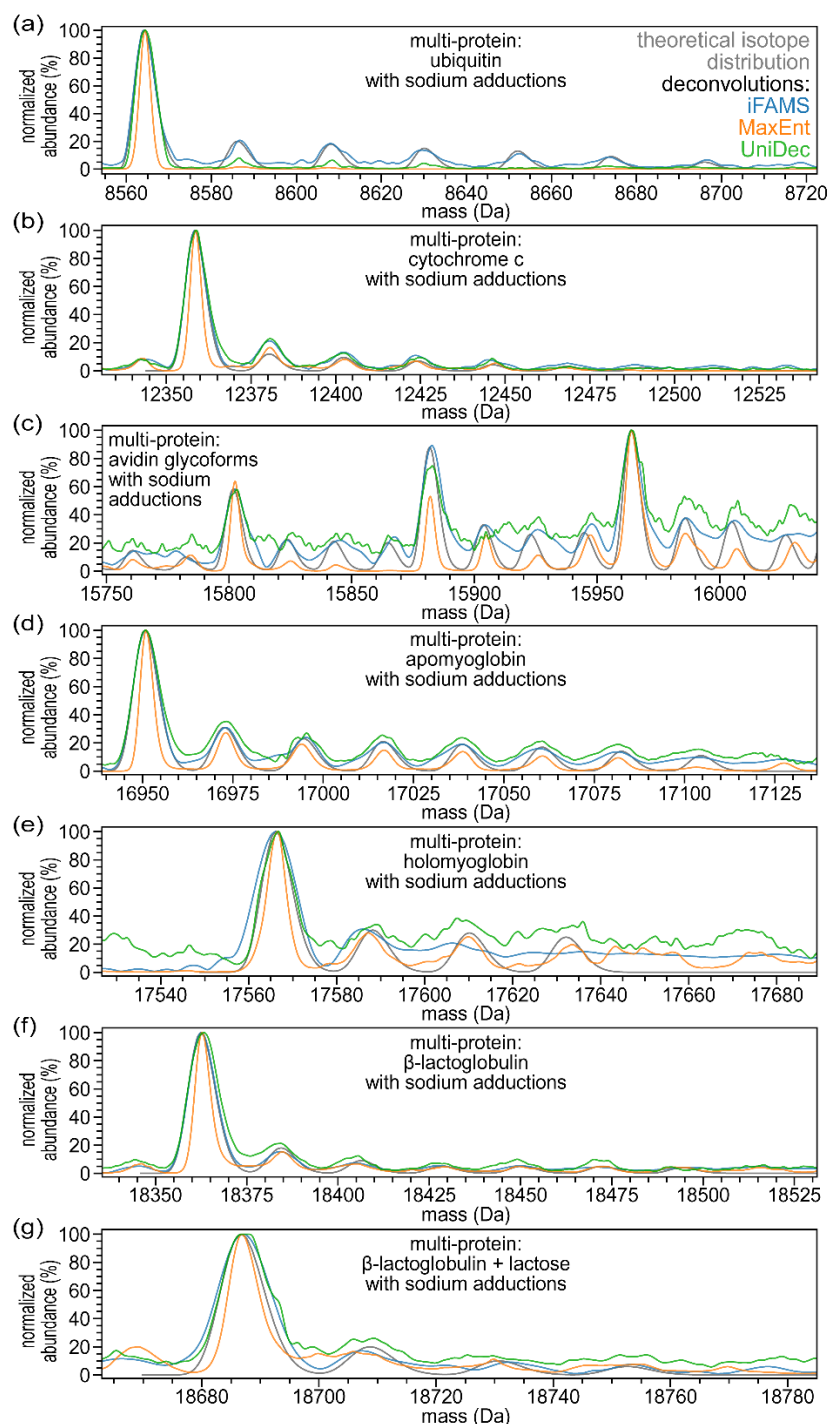 (a)
normalized
abundance (%)
100
80
60
40
20
0
multi-protein:
ubiquitin
with sodium adductions
theoretical isotope
distribution
deconvolutions:
iFAMS
MaxEnt
UniDec
8560 8580 8600 8620 8640 8660 8680 8700 8720
mass (Da)
(b)
normalized
abundance (%)
100
80
60
40
20
0
multi-protein:
cytochrome c
with sodium adductions
12350 12375 12400 12425 12450 12475 12500 12525
mass (Da)
(c)
normalized
abundance (%)
100
80
60
40
20
0
multi-protein:
avidin glycoforms
with sodium
adductions
15750 15800 15850 15900 15950 16000
mass (Da)
(d)
normalized
abundance (%)
100
80
60
40
20
0
multi-protein:
apomyoglobin
with sodium adductions
16950 16975 17000 17025 17050 17075 17100 17125
mass (Da)
(e)
normalized
abundance (%)
100
80
60
40
20
0
multi-protein:
holomyoglobin
with sodium adductions
17540 17560 17580 17600 17620 17640 17660 17680
mass (Da)
(f)
normalized
abundance (%)
100
80
60
40
20
0
multi-protein:
β-lactoglobulin
with sodium adductions
18350 18375 18400 18425 18450 18475 18500 18525
mass (Da)
(g)
normalized
abundance (%)
100
80
60
40
20
0
multi-protein:
β-lactoglobulin + lactose
with sodium adductions
18680 18700 18720 18740 18760 18780
mass (Da)